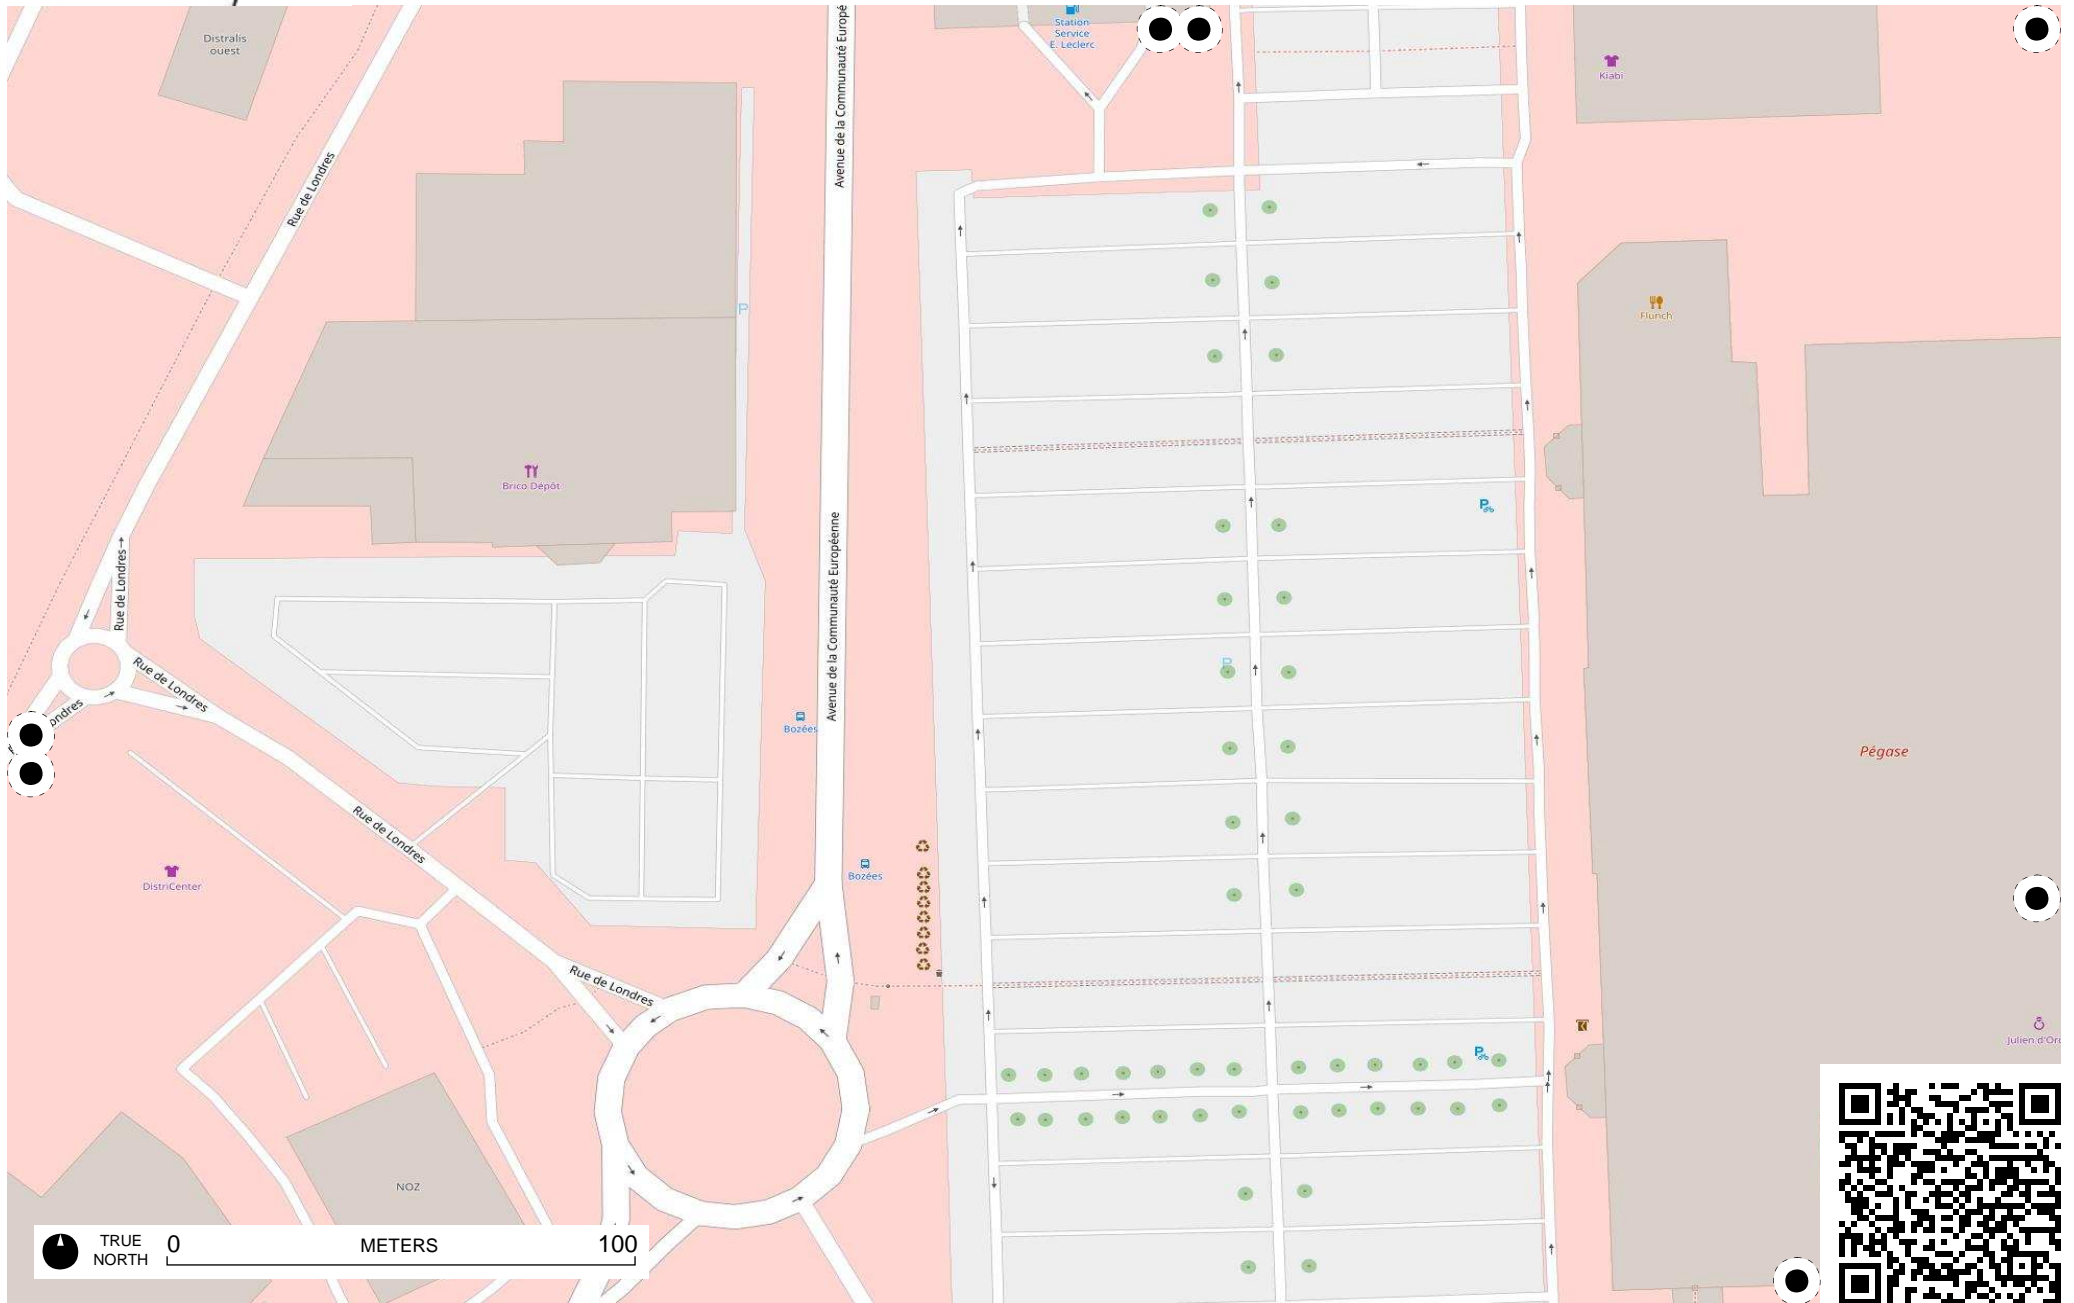 Distralis
ouest
Station
Service
E. Leclerc
Kiabi
Avenue de la Communauté Europé
Rue de Londres
P
Flunch
Brico Dépôt
P
Rue de Londres
Avenue de la Communauté Européenne
Rue de Londres
P
ondres
Bozées
Pégase
Rue de Londres
Bozées
DistriCenter
Rue de Londres
Julien d'Or
P
NOZ
TRUE
NORTH
0
METERS
100